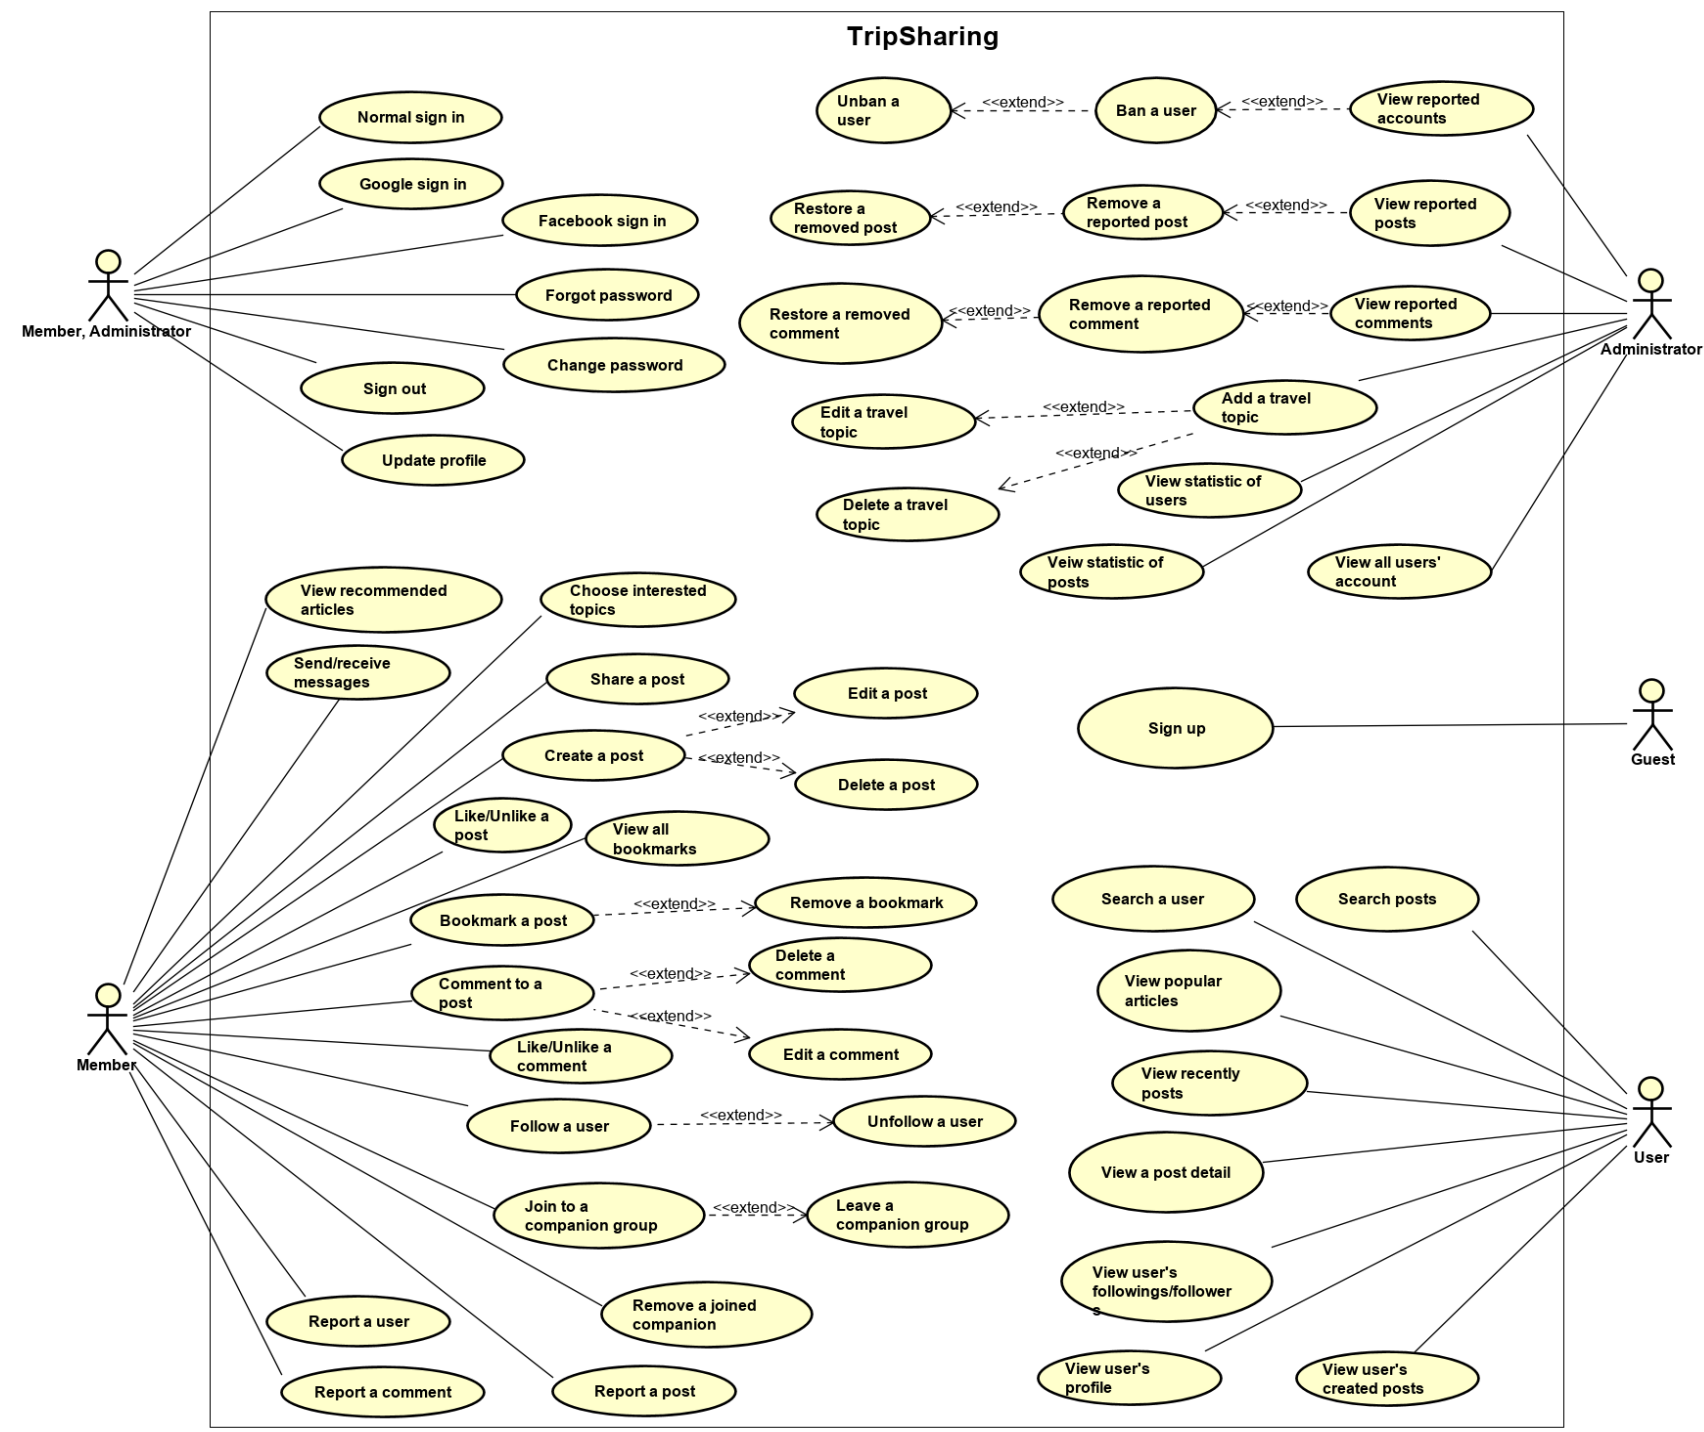 TripSharing
Normal sign in
Google sign in
Facebook sign in
Forgot password
Change password
Sign out
Update profile
Member, Administrator
Unban a
user
<<extend>>
Ban a user
<<extend>>
View reported
accounts
Restore a
removed post
<<extend>>
Remove a
reported post
<<extend>>
View reported
posts
Restore a removed
comment
<<extend>>
Remove a reported
comment
<<extend>>
View reported
comments
Administrator
Edit a travel
topic
<<extend>>
Add a travel
topic
<<extend>>
Delete a travel
topic
View statistic of
users
Veiw statistic of
posts
View all users'
account
View recommended
articles
Choose interested
topics
Send/receive
messages
Share a post
Create a post
<<extend>>
Edit a post
<<extend>>
Delete a post
Like/Unlike a
post
View all
bookmarks
Bookmark a post
<<extend>>
Remove a bookmark
Comment to a
post
<<extend>>
Delete a
comment
<<extend>>
Edit a comment
Like/Unlike a
comment
Member
Follow a user
<<extend>>
Unfollow a user
Join to a
companion group
<<extend>>
Leave a
companion group
Remove a joined
companion
Report a user
Report a comment
Report a post
Sign up
Guest
Search a user
Search posts
View popular
articles
View recently
posts
View a post detail
User
View user's
followings/follower
s
View user's
profile
View user's
created posts